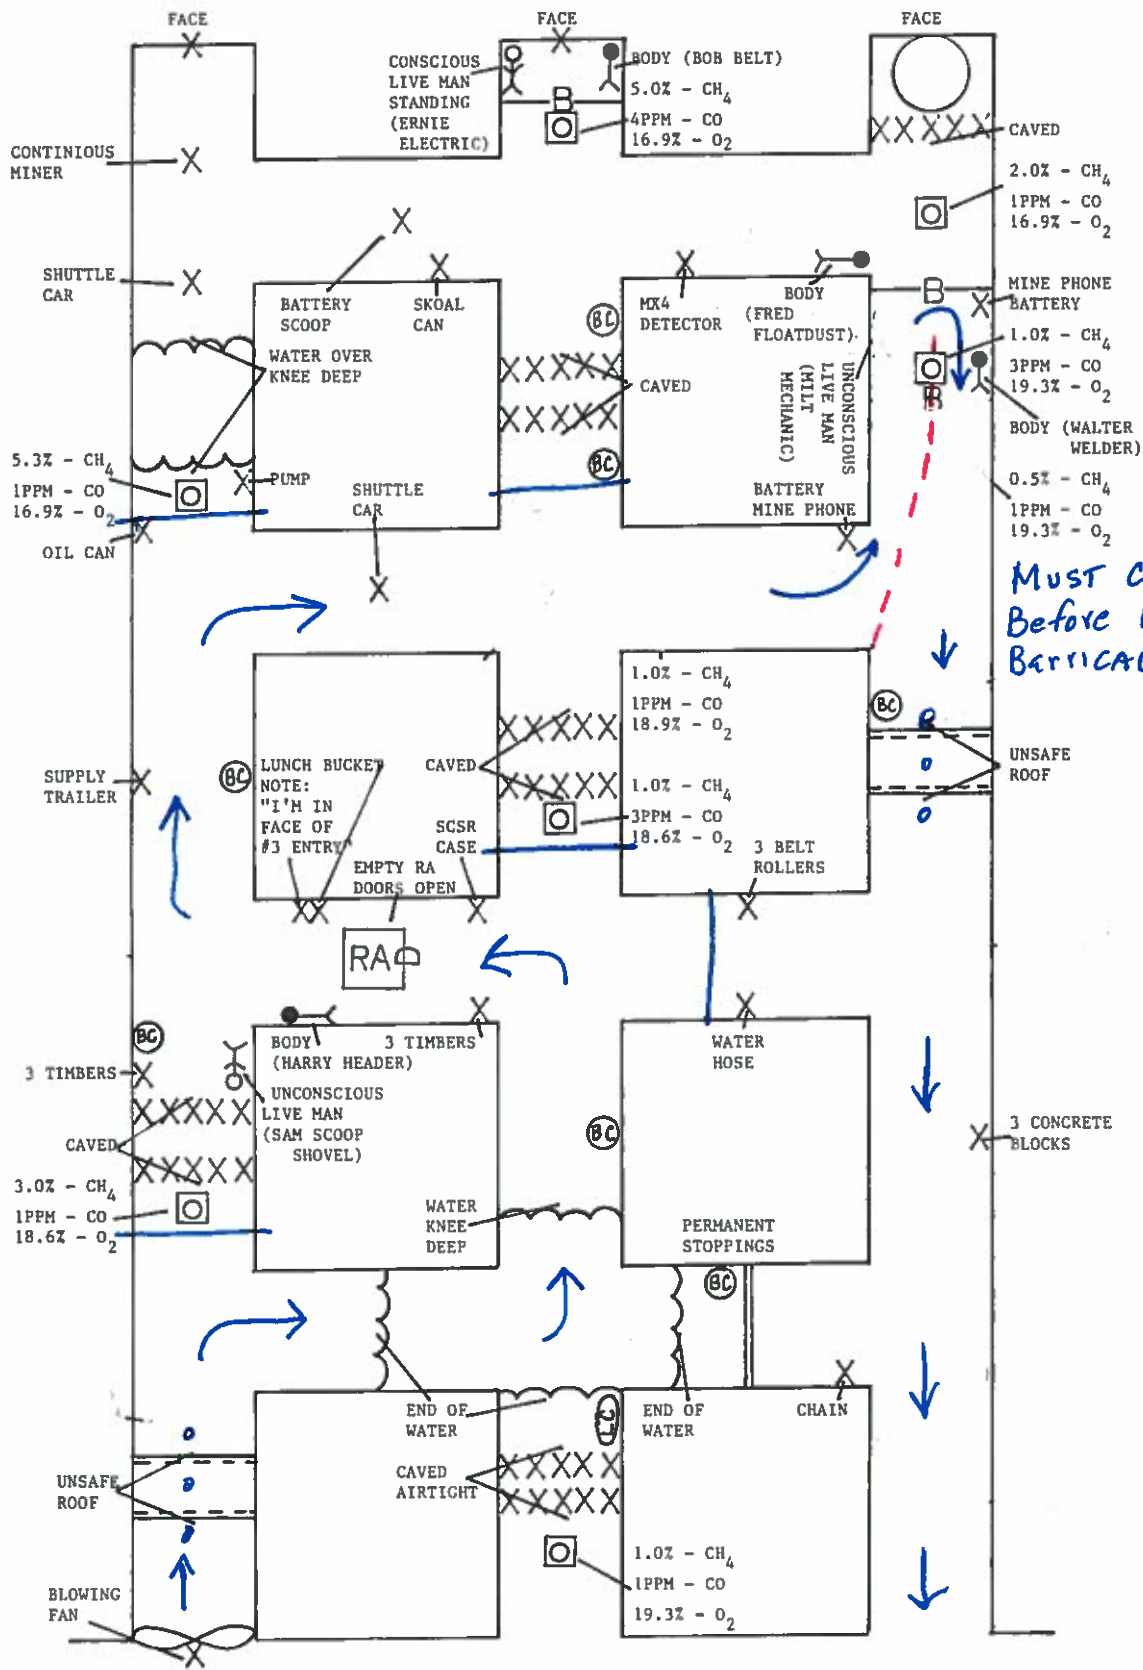 FACE
FACE
FACE
CONSCIOUS
LIVE MAN
STANDING
(ERNIE
ELECTRIC)
BODY (BOB BELT)
5.0% - CH4
4PPM - CO
16.9% - O2
B
CAVED
CONTINIOUS
MINER
2.0% - CH4
1PPM - CO
16.9% - O2
SHUTTLE
CAR
BATTERY
SCOOP
SKOAL
CAN
BC
MX4
DETECTOR
BODY
(FRED
FLOATDUST)
B
MINE PHONE
BATTERY
1.0% - CH4
3PPM - CO
19.3% - O2
WATER OVER
KNEE DEEP
CAVED
UNCONSCIOUS
LIVE MAN
(MILT
MECHANIC)
BODY (WALTER
WELDER)
5.3% - CH4
1PPM - CO
16.9% - O2
PUMP
BC
SHUTTLE
CAR
BATTERY
MINE PHONE
0.5% - CH4
1PPM - CO
19.3% - O2
OIL CAN
MUST C
Before
BArrICA
1.0% - CH4
1PPM - CO
18.9% - O2
BC
UNSAFE
ROOF
SUPPLY
TRAILER
BC
LUNCH BUCKET
NOTE:
"I'M IN
FACE OF
#3 ENTRY"
CAVED
1.0% - CH4
3PPM - CO
18.6% - O2
SCSR
CASE
EMPTY RA
DOORS OPEN
3 BELT
ROLLERS
RA
BC
BODY
(HARRY HEADER)
3 TIMBERS
WATER
HOSE
3 TIMBERS
UNCONSCIOUS
LIVE MAN
(SAM SCOOP
SHOVEL)
BC
3 CONCRETE
BLOCKS
CAVED
3.0% - CH4
1PPM - CO
18.6% - O2
WATER
KNEE
DEEP
PERMANENT
STOPPINGS
BC
END OF
WATER
END OF
WATER
CHAIN
UNSAFE
ROOF
CAVED
AIRTIGHT
1.0% - CH4
1PPM - CO
19.3% - O2
BLOWING
FAN